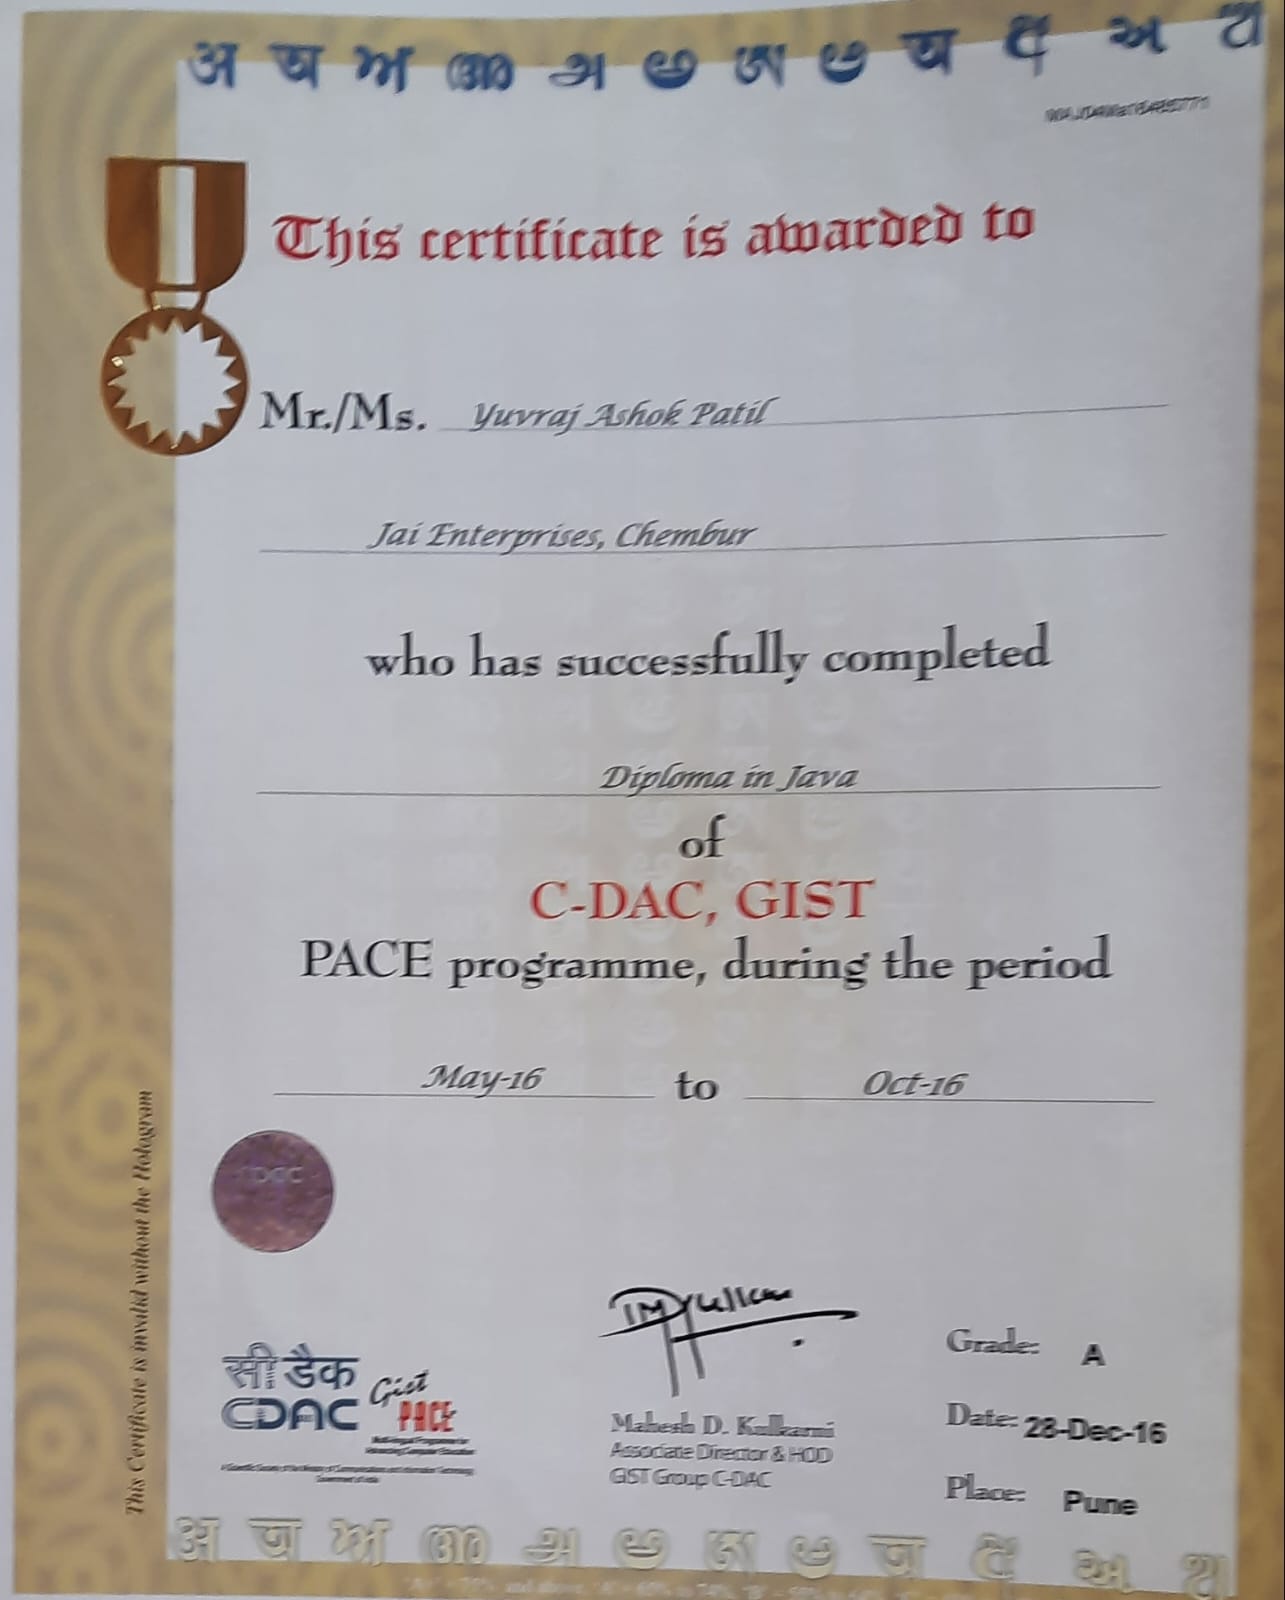 अ অ ਅ അ அ ఆ ଅ ಅ অ અ
This certificate is awarded to
Mr./Ms. Yuvraj Ashok Patil
Jai Enterprises, Chembur
who has successfully completed
Diploma in Java
of
C-DAC, GIST
PACE programme, during the period
May-16 to Oct-16
This Certificate is invalid without the Hologram
CDAC
सी डैक
CDAC
Gist
PACE
Mahesh D. Kulkarni
Associate Director & HOD
GIST Group C-DAC
Grade: A
Date: 28-Dec-16
Place: Pune